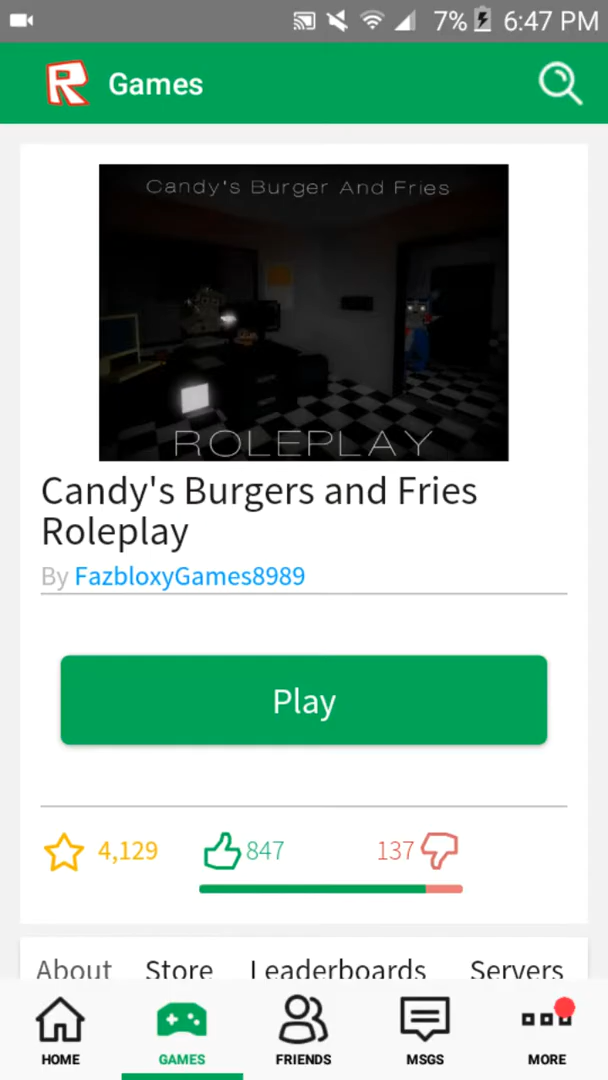 7% 6:47 PM
R Games
Candy's Burger And Fries
ROLEPLAY
Candy's Burgers and Fries
Roleplay
By FazbloxyGames8989
Play
4,129 847 137
About Store Leaderboards Servers
HOME GAMES FRIENDS MSGS MORE